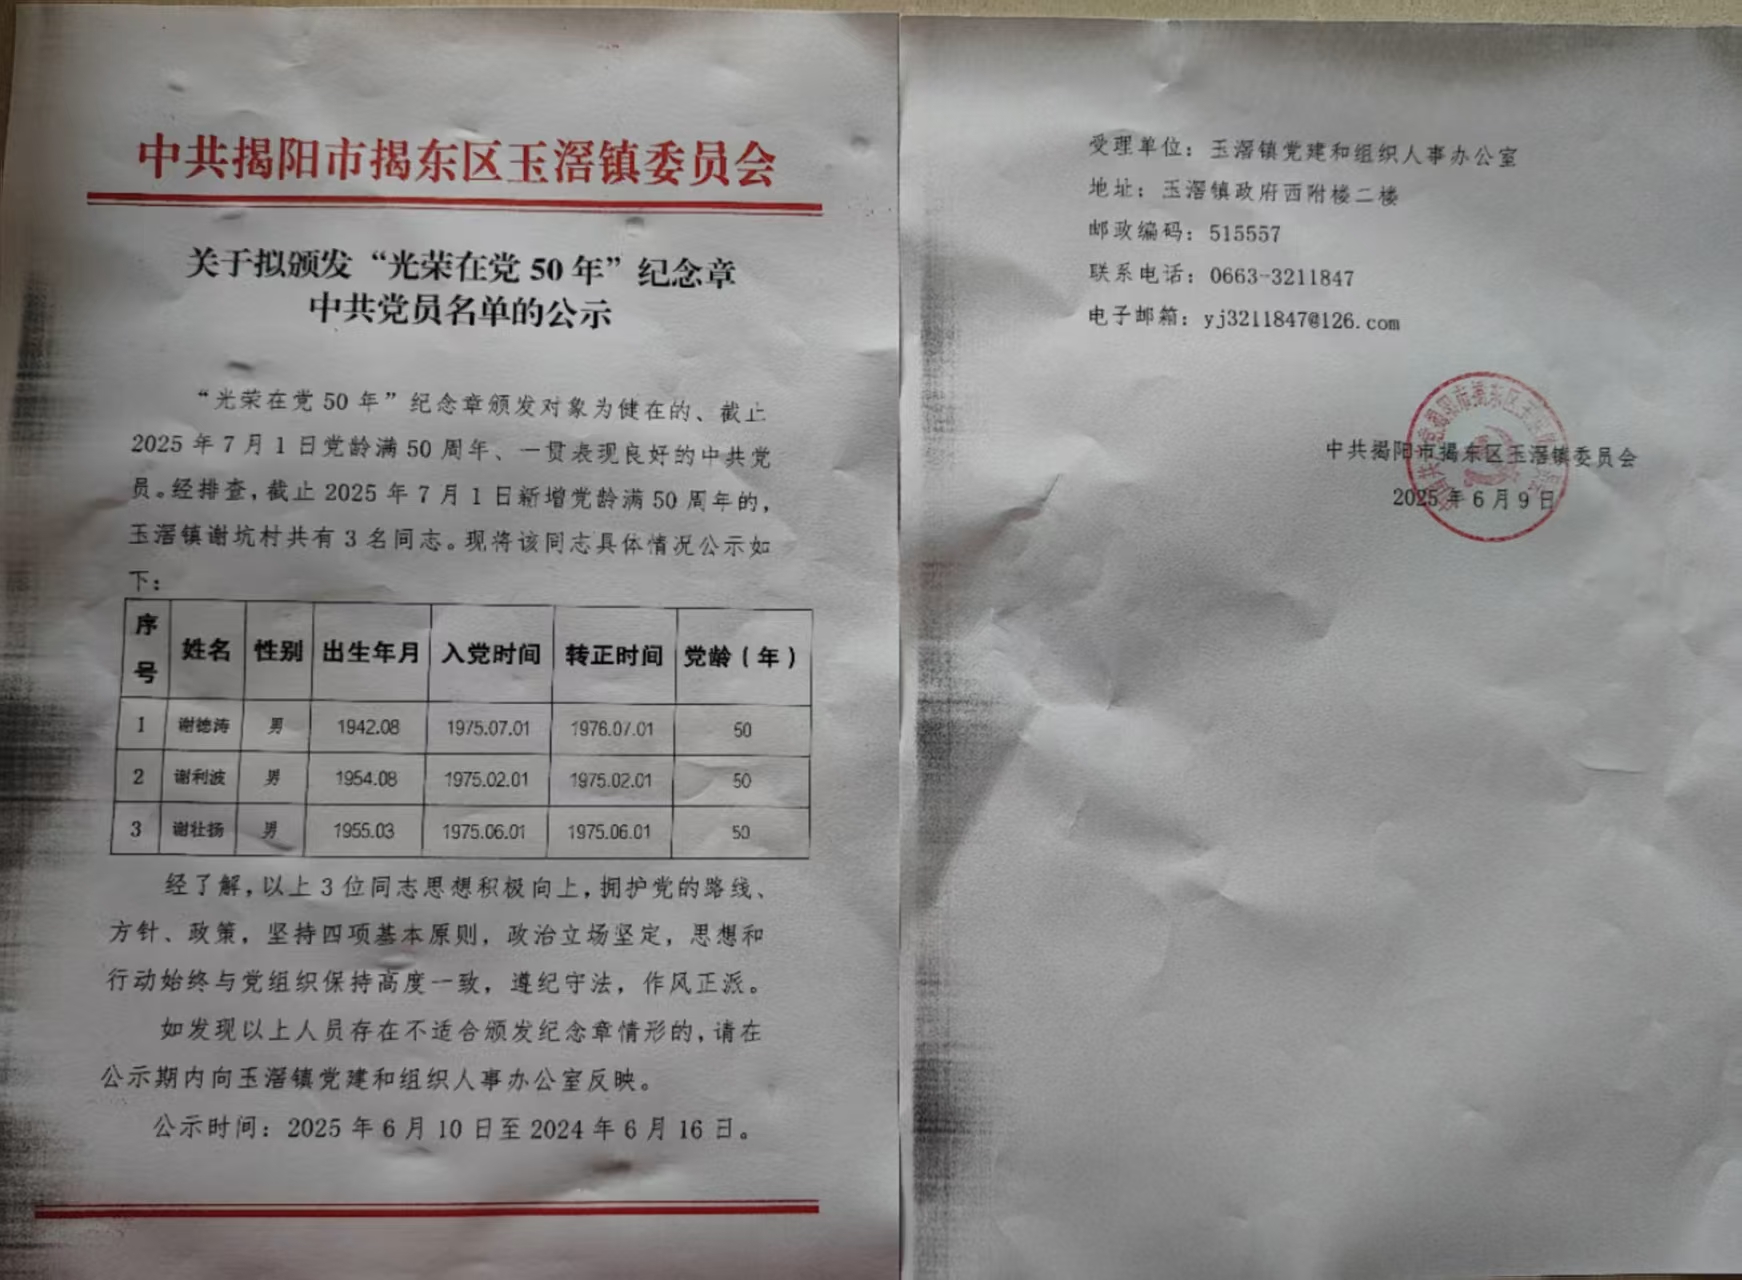 中共揭阳市揭东区玉滘镇委员会
关于拟颁发“光荣在党50年”纪念章
中共党员名单的公示
“光荣在党50年”纪念章颁发对象为健在的、截止
2025年7月1日党龄满50周年、一贯表现良好的中共党
员。经排查，截止2025年7月1日新增党龄满50周年的，
玉滘镇谢坑村共有3名同志。现将该同志具体情况公示如
下：
序号 姓名 性别 出生年月 入党时间 转正时间 党龄（年）
1 谢德涛 男 1942.08 1975.07.01 1976.07.01 50
2 谢利波 男 1954.08 1975.02.01 1975.02.01 50
3 谢壮扬 男 1955.03 1975.06.01 1975.06.01 50
经了解，以上3位同志思想积极向上，拥护党的路线、
方针、政策，坚持四项基本原则，政治立场坚定，思想和
行动始终与党组织保持高度一致，遵纪守法，作风正派。
如发现以上人员存在不适合颁发纪念章情形的，请在
公示期内向玉滘镇党建和组织人事办公室反映。
公示时间：2025年6月10日至2024年6月16日。
受理单位：玉滘镇党建和组织人事办公室
地址：玉滘镇政府西附楼二楼
邮政编码：515557
联系电话：0663-3211847
电子邮箱：yj3211847@126.com
中共揭阳市揭东区玉滘镇委员会
2025年6月9日